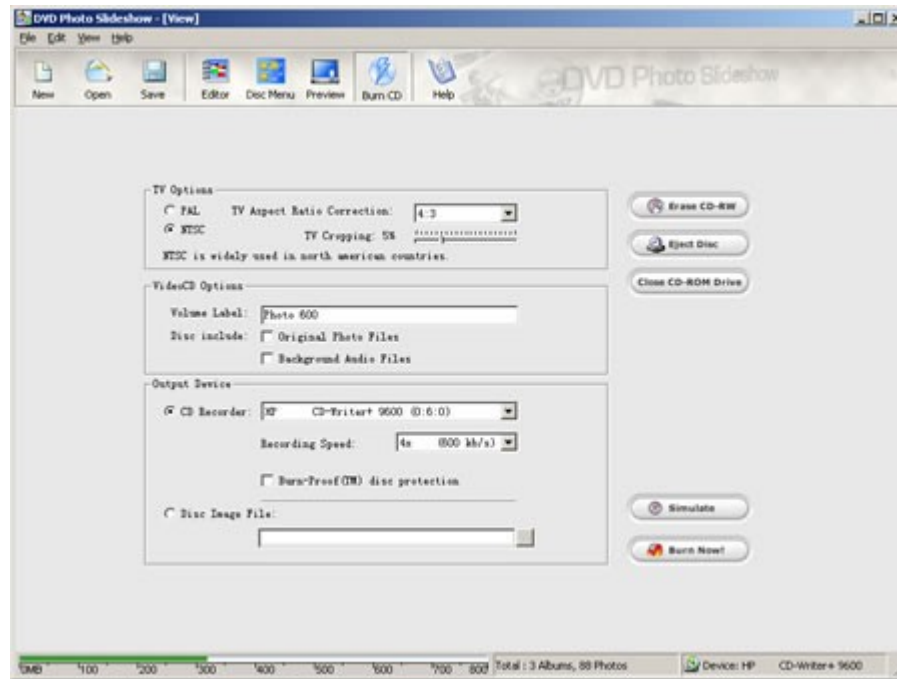 DVD Photo Slideshow - [View]
File Edit View Help
New Open Save Editor Disc Menu Preview Burn CD Help
DVD Photo Slideshow
TV Options
PAL TV Aspect Ratio Correction: 4:3
NTSC TV Cropping: 5%
NTSC is widely used in north american countries.
VideoCD Options
Volume Label: Photo 600
Disc include: Original Photo Files
Background Audio Files
Output Device
CD Recorder: HP CD-Writer+ 9600 (0:6:0)
Recording Speed: 4x (600 kb/s)
Burn-Proof(TM) disc protection
Disc Image File:
Erase CD-RW
Eject Disc
Close CD-ROM Drive
Simulate
Burn Now!
0MB 100 200 300 400 500 600 700 800 Total : 3 Albums, 88 Photos Device: HP CD-Writer+ 9600